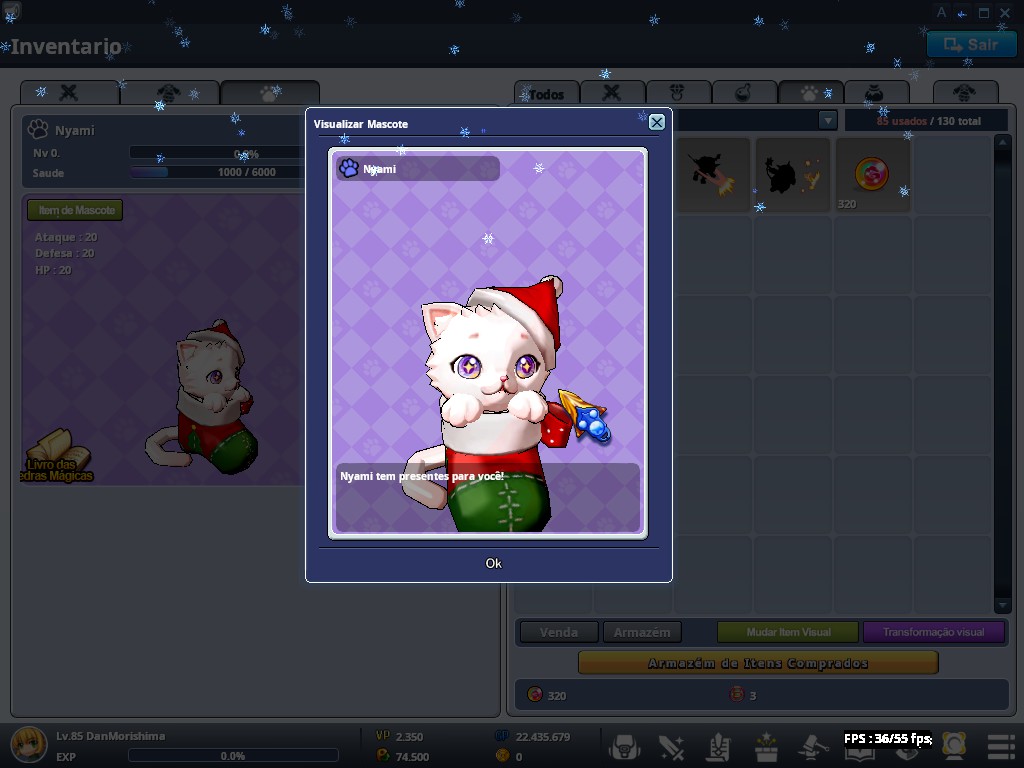 A
Inventario
Sair
Todos
Nyami
Nv 0.
0.0%
Saude
1000 / 6000
Item de Mascote
Ataque : 20
Defesa : 20
HP : 20
Livro das
edras Mágicas
Visualizar Mascote
Nyami
Nyami tem presentes para você!
Ok
85 usados / 130 total
320
Venda
Armazém
Mudar Item Visual
Transformação visual
Armazém de Itens Comprados
320
3
Lv.85 DanMorishima
EXP
0.0%
VP 2.350
74.500
22.435.679
0
FPS : 36/55 fps;